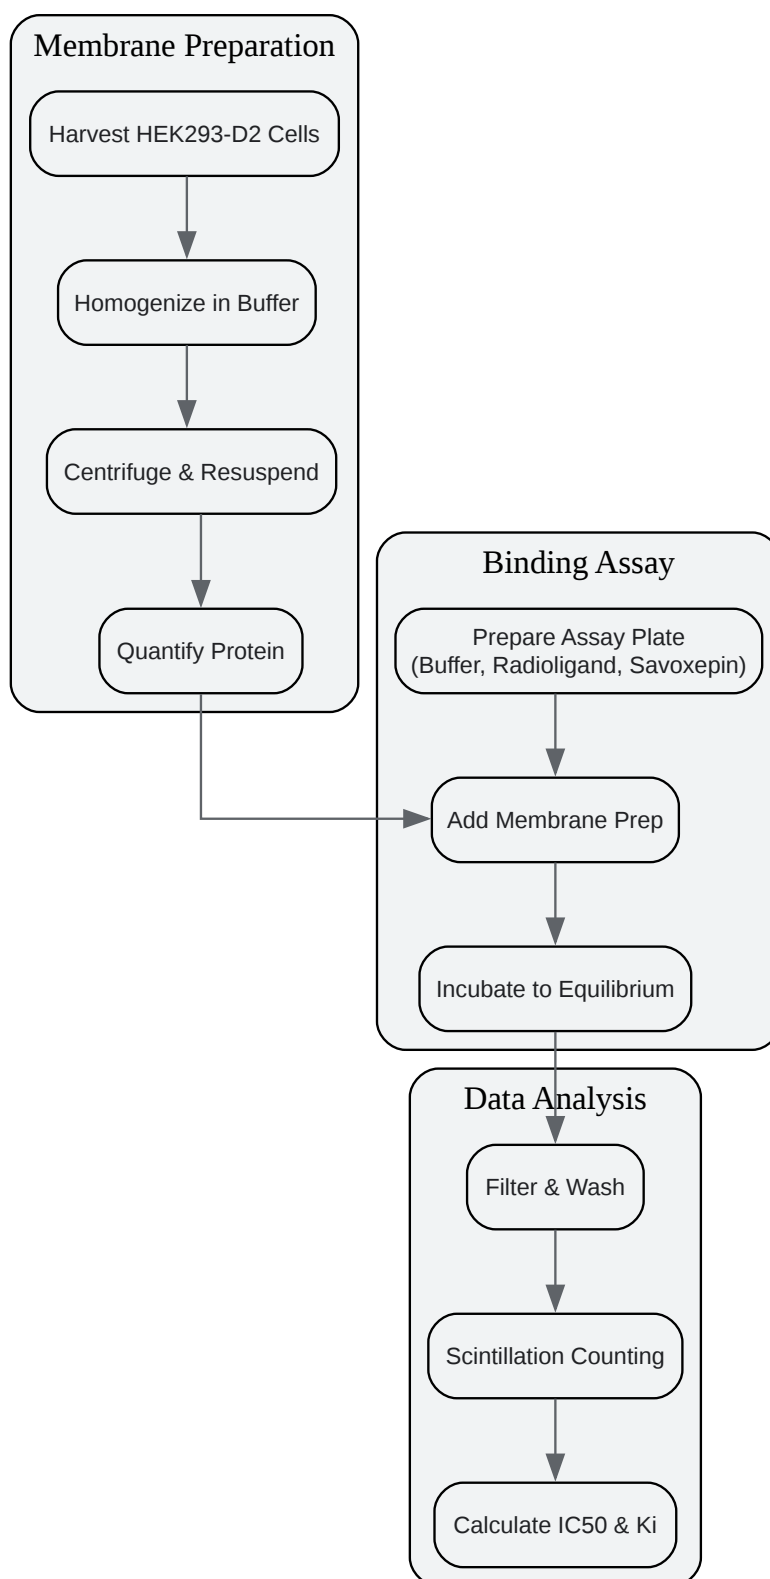 Membrane Preparation
Harvest HEK293-D2 Cells
Homogenize in Buffer
Centrifuge & Resuspend
Quantify Protein
Binding Assay
Prepare Assay Plate
(Buffer, Radioligand, Savoxepin)
Add Membrane Prep
Incubate to Equilibrium
Data Analysis
Filter & Wash
Scintillation Counting
Calculate IC50 & Ki